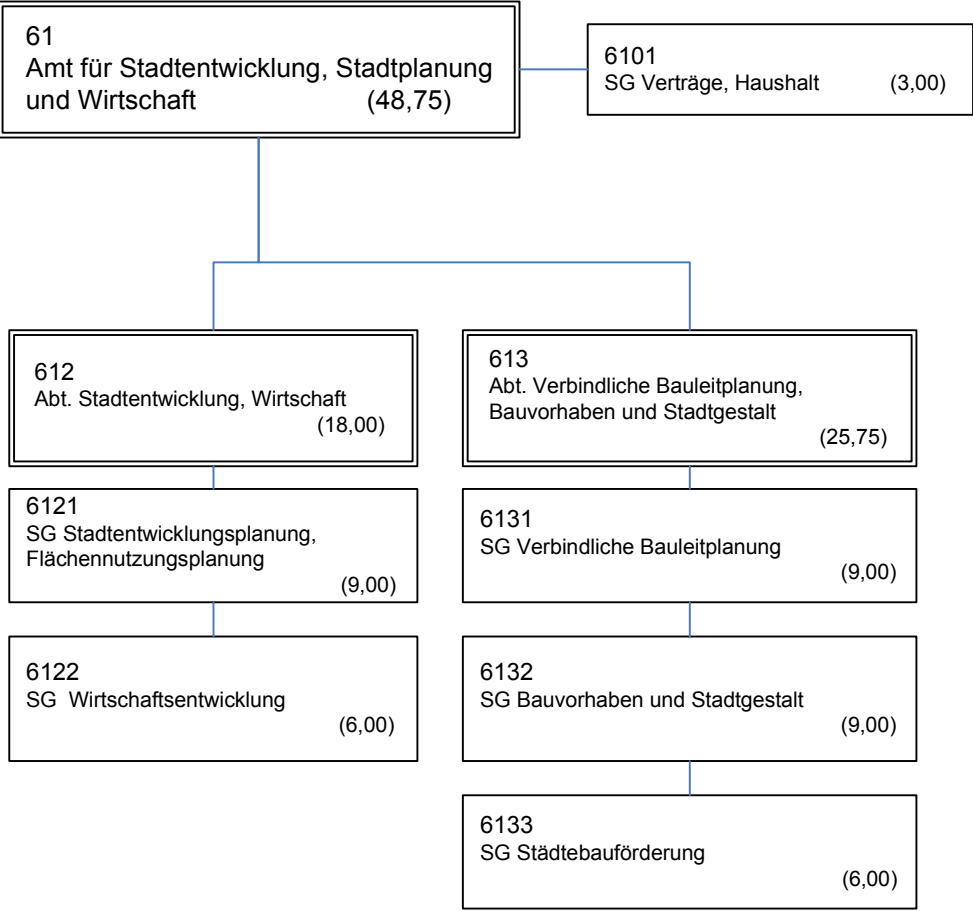 61
Amt für Stadtentwicklung, Stadtplanung
und Wirtschaft (48,75)
6101
SG Verträge, Haushalt (3,00)
612
Abt. Stadtentwicklung, Wirtschaft
(18,00)
613
Abt. Verbindliche Bauleitplanung,
Bauvorhaben und Stadtgestalt
(25,75)
6121
SG Stadtentwicklungsplanung,
Flächennutzungsplanung
(9,00)
6131
SG Verbindliche Bauleitplanung
(9,00)
6122
SG Wirtschaftsentwicklung
(6,00)
6132
SG Bauvorhaben und Stadtgestalt
(9,00)
6133
SG Städtebauförderung
(6,00)